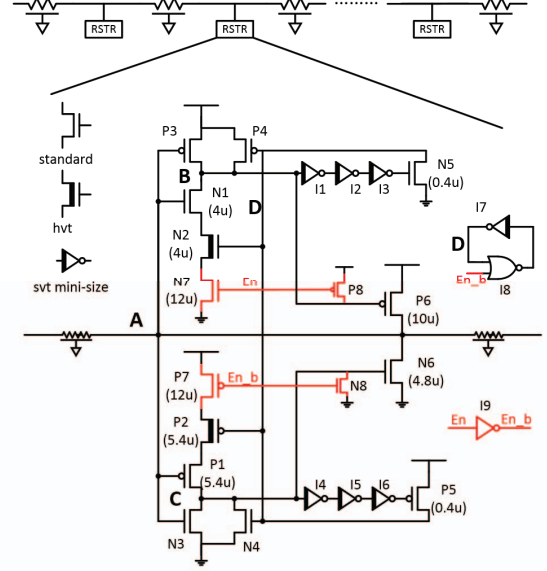 RSTR
RSTR
RSTR
P3
P4
standard
B
N1
(4u)
D
I1
I2
I3
N5
(0.4u)
hvt
N2
(4u)
I7
D
En_b
I8
svt mini-size
N7
(12u)
En
P8
P6
(10u)
A
P7
(12u)
En_b
N8
N6
(4.8u)
I9
En
En_b
P2
(5.4u)
P1
(5.4u)
C
I4
I5
I6
P5
(0.4u)
N3
N4